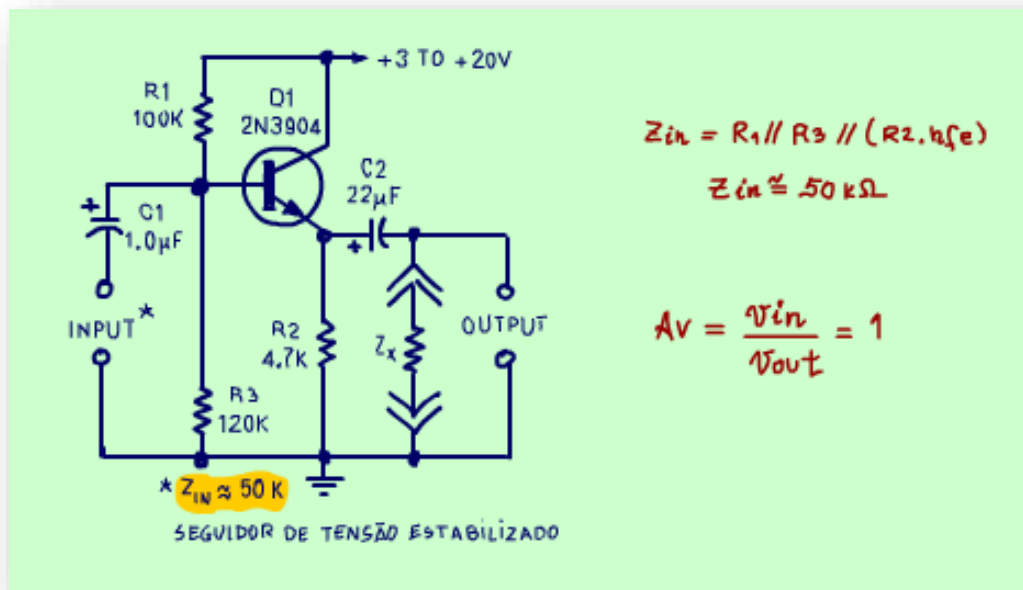 +3 TO +20V
R1
100K
Q1
2N3904
C2
22µF
C1
1.0µF
INPUT *
R2
4.7K
Zx
OUTPUT
R3
120K
* ZIN ≈ 50 K
SEGUIDOR DE TENSÃO ESTABILIZADO
Zin = R1 // R3 // (R2.hfe)
Zin ≅ 50 kΩ
Av = vin / vout = 1